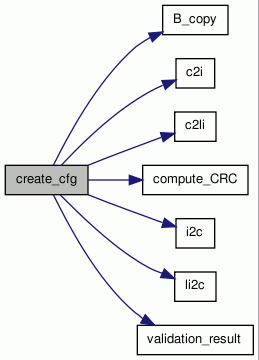 B_copy
c2i
c2li
create_cfg
compute_CRC
i2c
li2c
validation_result